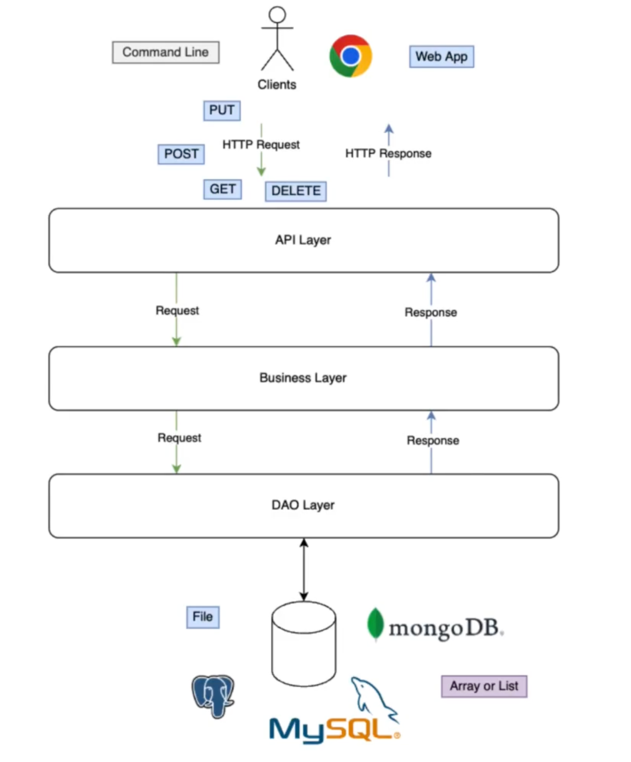 Command Line
Web App
Clients
PUT
HTTP Request
POST
HTTP Response
GET
DELETE
API Layer
Request
Response
Business Layer
Request
Response
DAO Layer
File
mongoDB®
Array or List
MySQL®